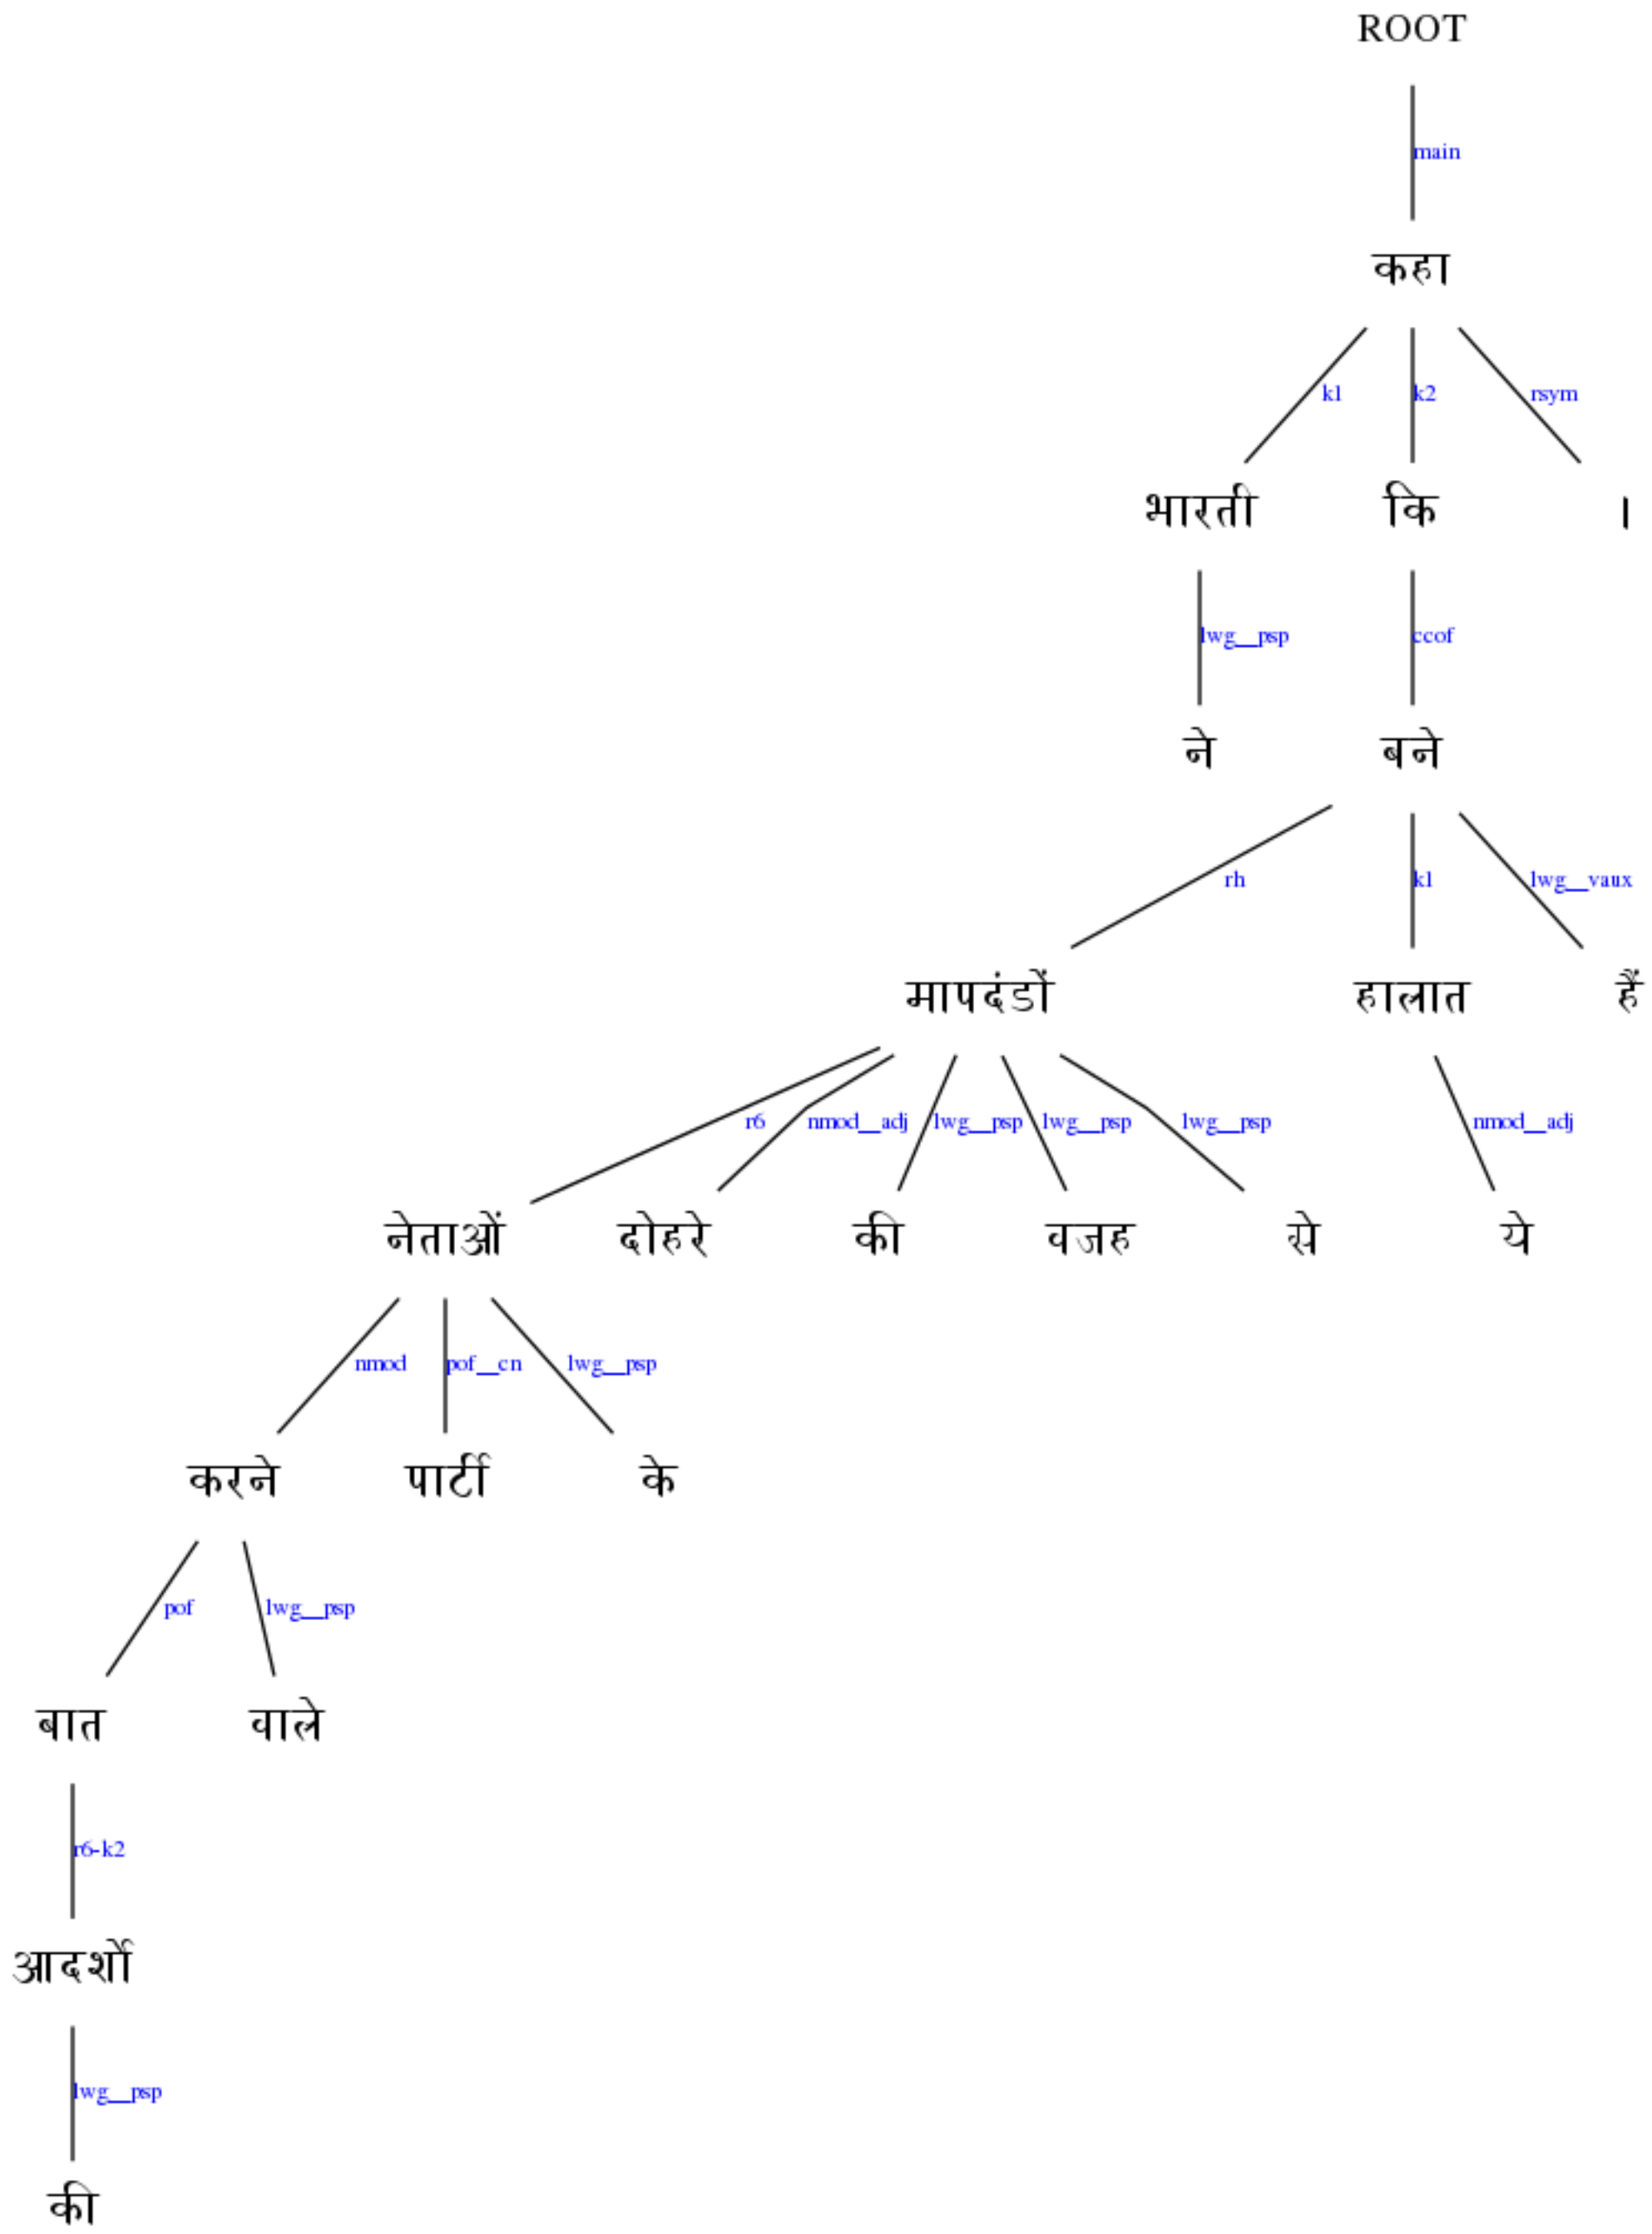 ROOT
main
कहा
k1 k2 rsym
भारती कि ।
lwg__psp ccof
ने बने
rh k1 lwg__vaux
मापदंडों हालात हैं
r6 nmod__adj lwg__psp lwg__psp lwg__psp nmod__adj
नेताओं दोहरे की वजह से ये
nmod pof__cn lwg__psp
करने पार्टी के
pof lwg__psp
बात वाले
r6-k2
आदर्शों
lwg__psp
की